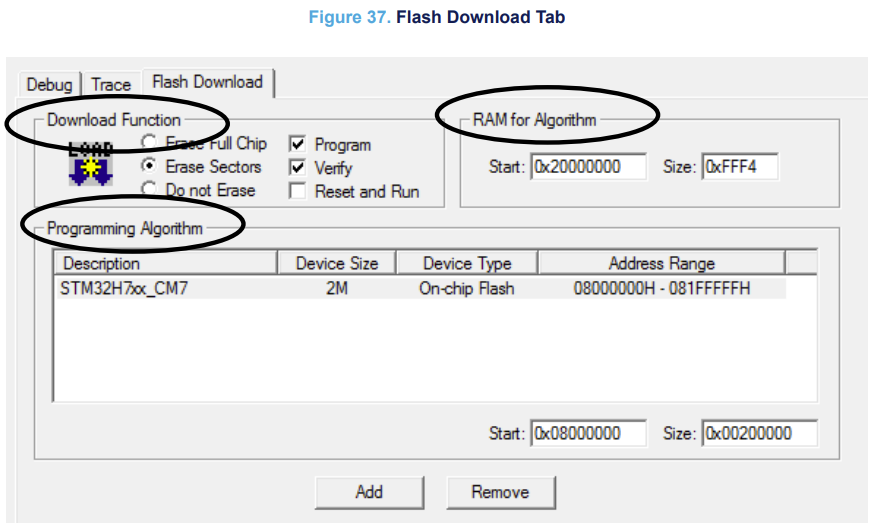 Figure 37. Flash Download Tab
Debug Trace Flash Download
Download Function
LOAD
Erase Full Chip
Erase Sectors
Do not Erase
Program
Verify
Reset and Run
RAM for Algorithm
Start: 0x20000000 Size: 0xFFF4
Programming Algorithm
Description Device Size Device Type Address Range
STM32H7xx_CM7 2M On-chip Flash 08000000H - 081FFFFFH
Start: 0x08000000 Size: 0x00200000
Add Remove